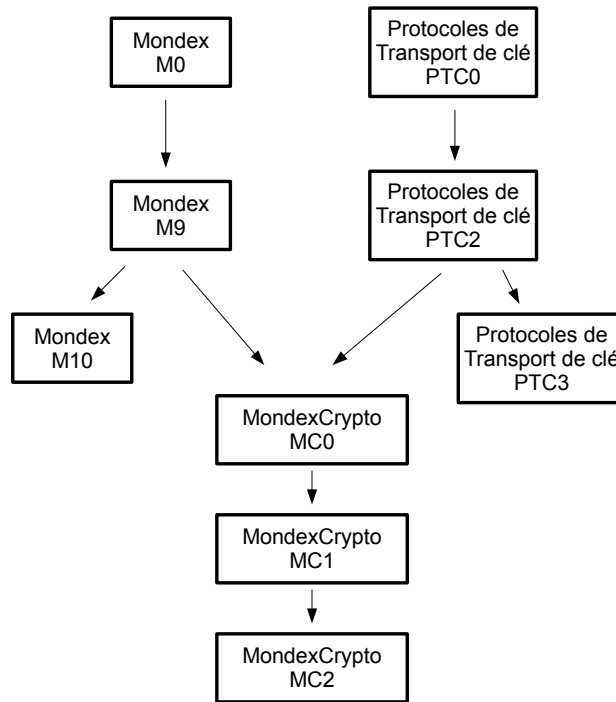 Mondex
M0
Protocoles de
Transport de clé
PTC0
Mondex
M9
Protocoles de
Transport de clé
PTC2
Mondex
M10
Protocoles de
Transport de clé
PTC3
MondexCrypto
MC0
MondexCrypto
MC1
MondexCrypto
MC2